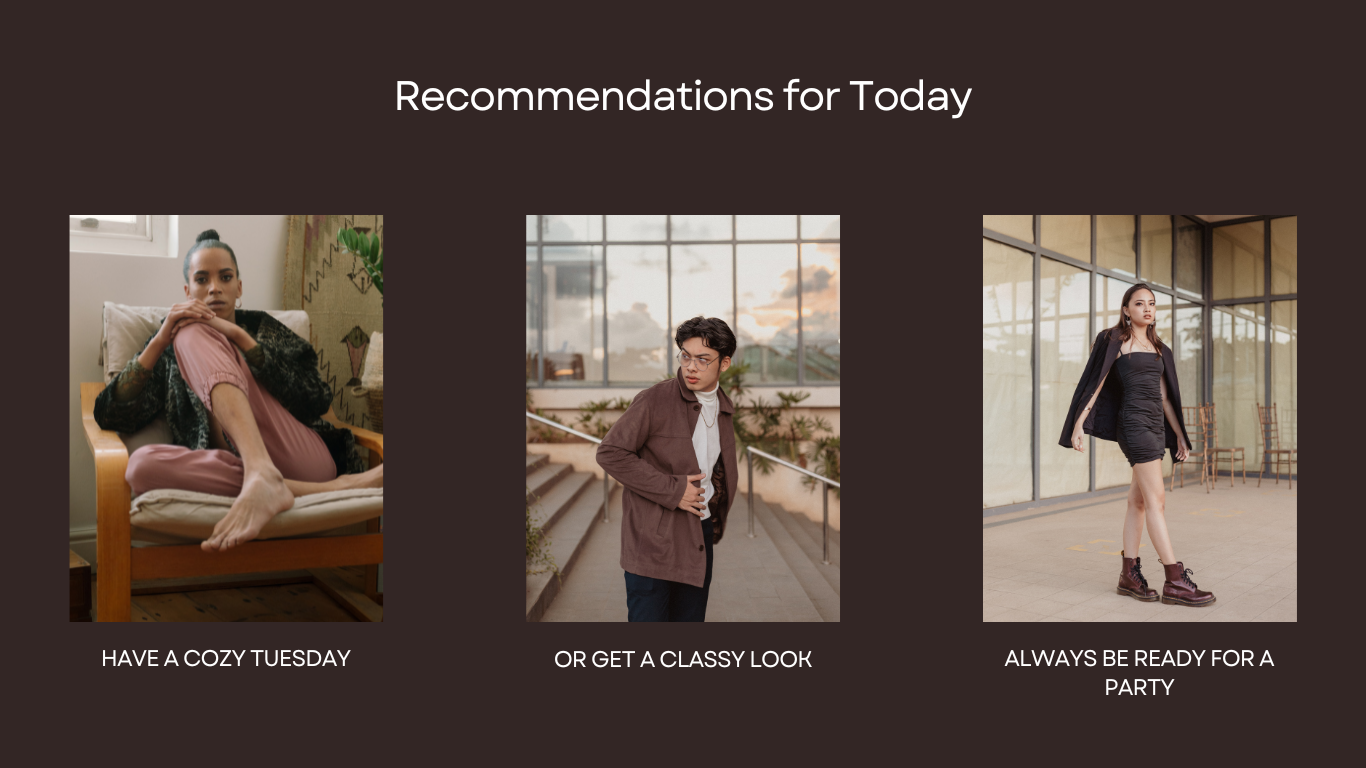 Recommendations for Today
HAVE A COZY TUESDAY
OR GET A CLASSY LOOK
ALWAYS BE READY FOR A
PARTY